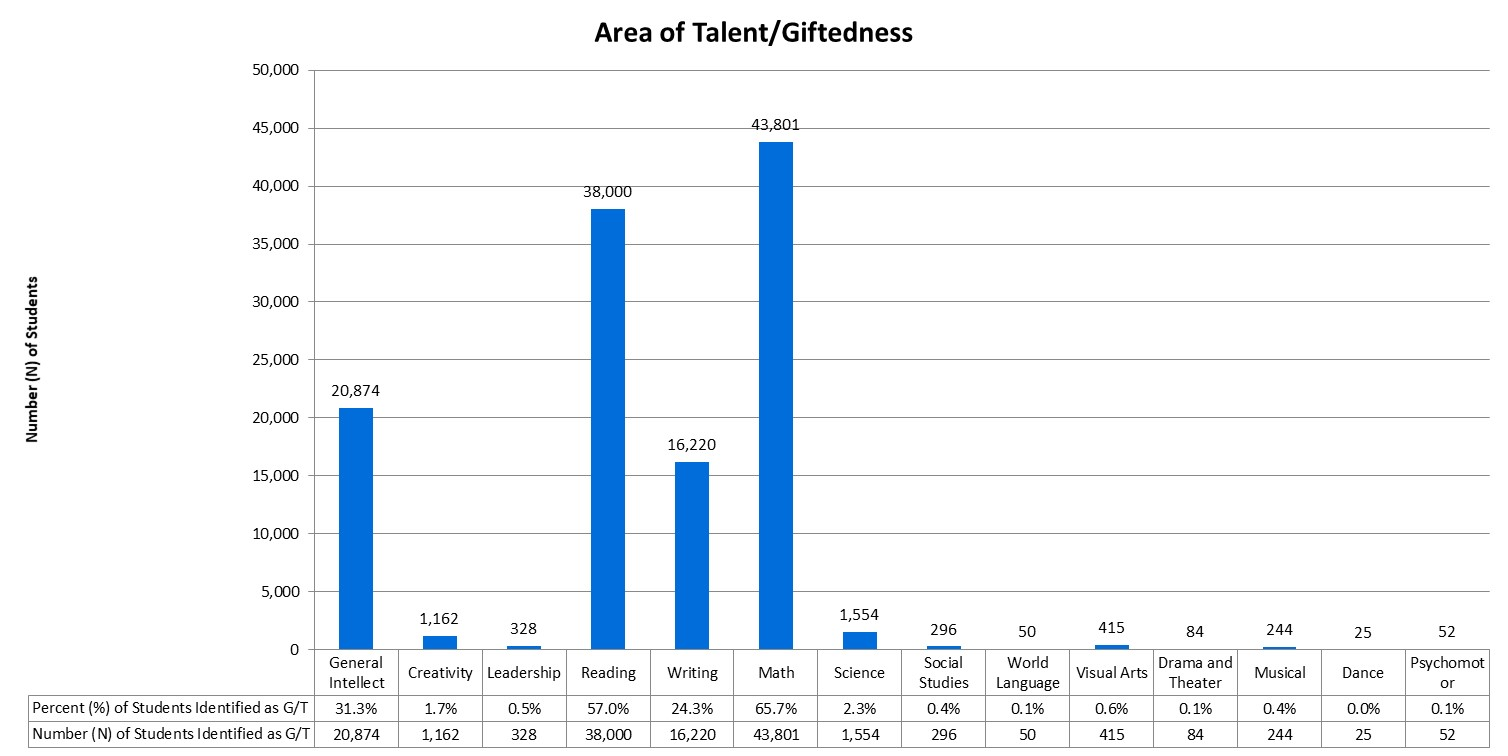 Area of Talent/Giftedness
Number (N) of Students
50,000
45,000
40,000
35,000
30,000
25,000
20,000
15,000
10,000
5,000
0
20,874
1,162
328
38,000
16,220
43,801
1,554
296
50
415
84
244
25
52
General
Intellect
Creativity
Leadership
Reading
Writing
Math
Science
Social
Studies
World
Language
Visual Arts
Drama and
Theater
Musical
Dance
Psychomot
or
Percent (%) of Students Identified as G/T 31.3% 1.7% 0.5% 57.0% 24.3% 65.7% 2.3% 0.4% 0.1% 0.6% 0.1% 0.4% 0.0% 0.1%
Number (N) of Students Identified as G/T 20,874 1,162 328 38,000 16,220 43,801 1,554 296 50 415 84 244 25 52